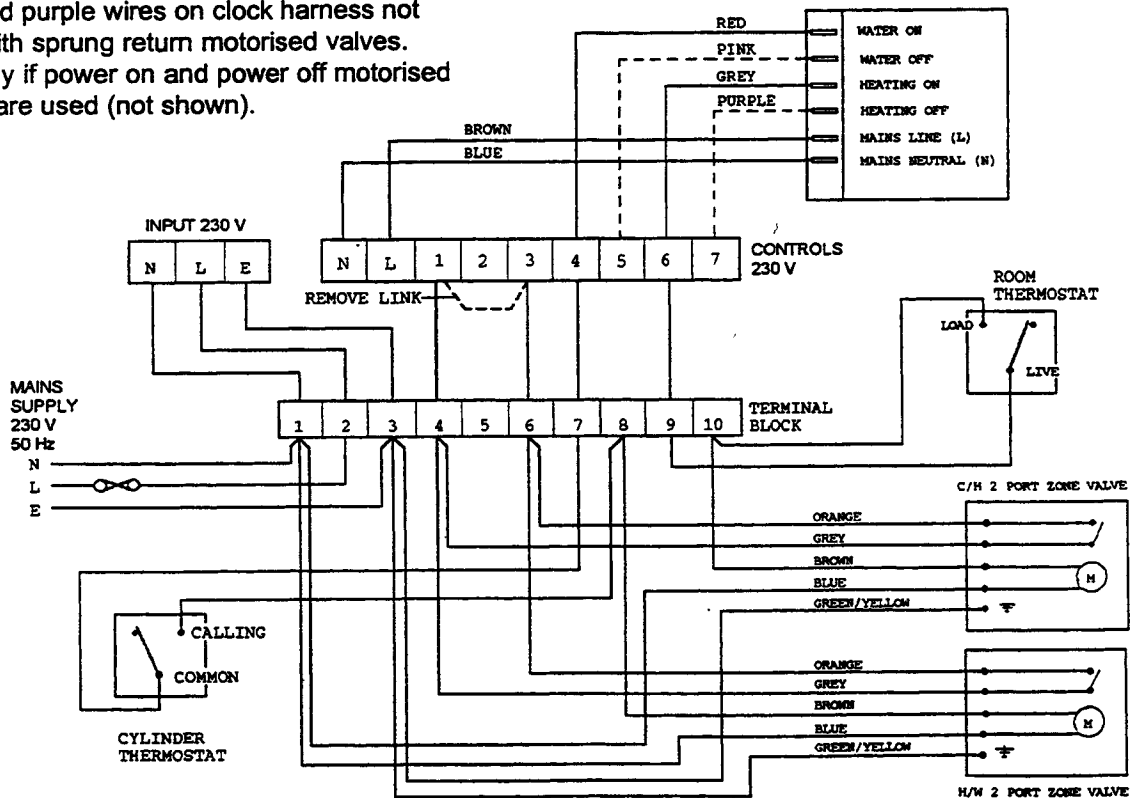 d purple wires on clock harness not
ith sprung return motorised valves.
y if power on and power off motorised
are used (not shown).
RED
PINK
GREY
PURPLE
BROWN
BLUE
WATER ON
WATER OFF
HEATING ON
HEATING OFF
MAINS LINE (L)
MAINS NEUTRAL (N)
INPUT 230 V
N L E
N L 1 2 3 4 5 6 7
CONTROLS
230 V
REMOVE LINK
ROOM
THERMOSTAT
LOAD
LIVE
MAINS
SUPPLY
230 V
50 Hz
N
L
E
1 2 3 4 5 6 7 8 9 10
TERMINAL
BLOCK
C/H 2 PORT ZONE VALVE
ORANGE
GREY
BROWN
BLUE
GREEN/YELLOW
M
CALLING
COMMON
CYLINDER
THERMOSTAT
ORANGE
GREY
BROWN
BLUE
GREEN/YELLOW
M
H/W 2 PORT ZONE VALVE